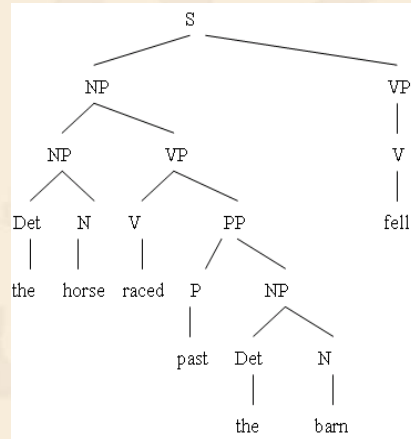 S
NP VP
NP VP V
Det N V PP fell
the horse raced P NP
past Det N
the barn